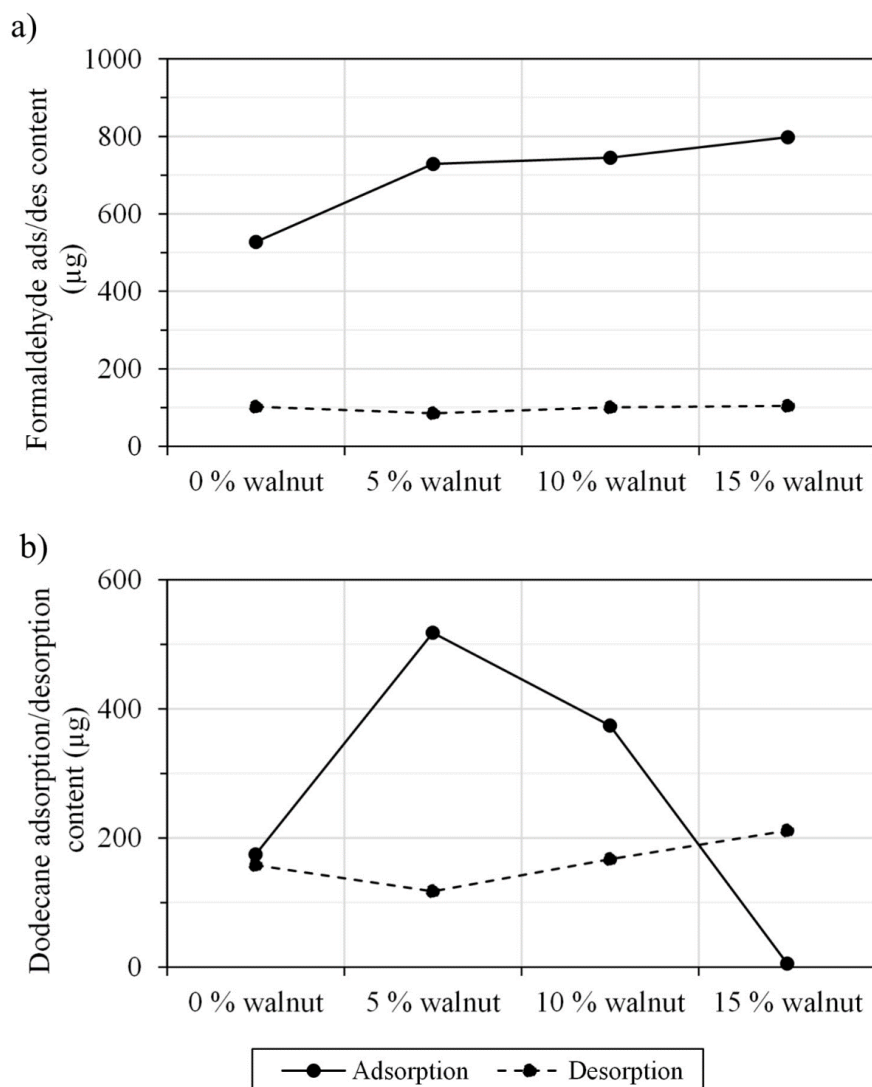 a)
Formaldehyde ads/des content
(µg)
1000
800
600
400
200
0
0 % walnut 5 % walnut 10 % walnut 15 % walnut
b)
Dodecane adsorption/desorption
content (µg)
600
400
200
0
0 % walnut 5 % walnut 10 % walnut 15 % walnut
Adsorption Desorption